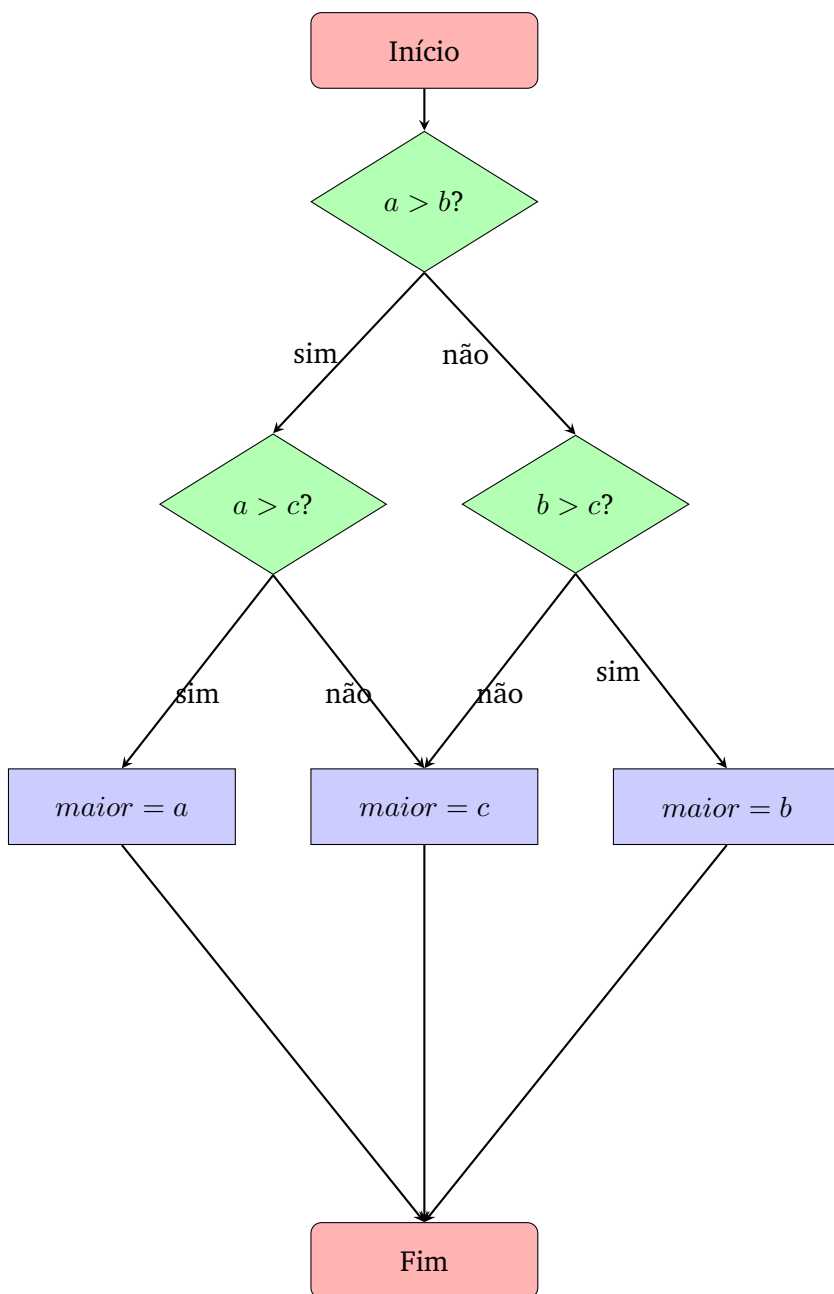 Início
a > b?
sim
não
a > c?
b > c?
sim
não
não
sim
maior = a
maior = c
maior = b
Fim